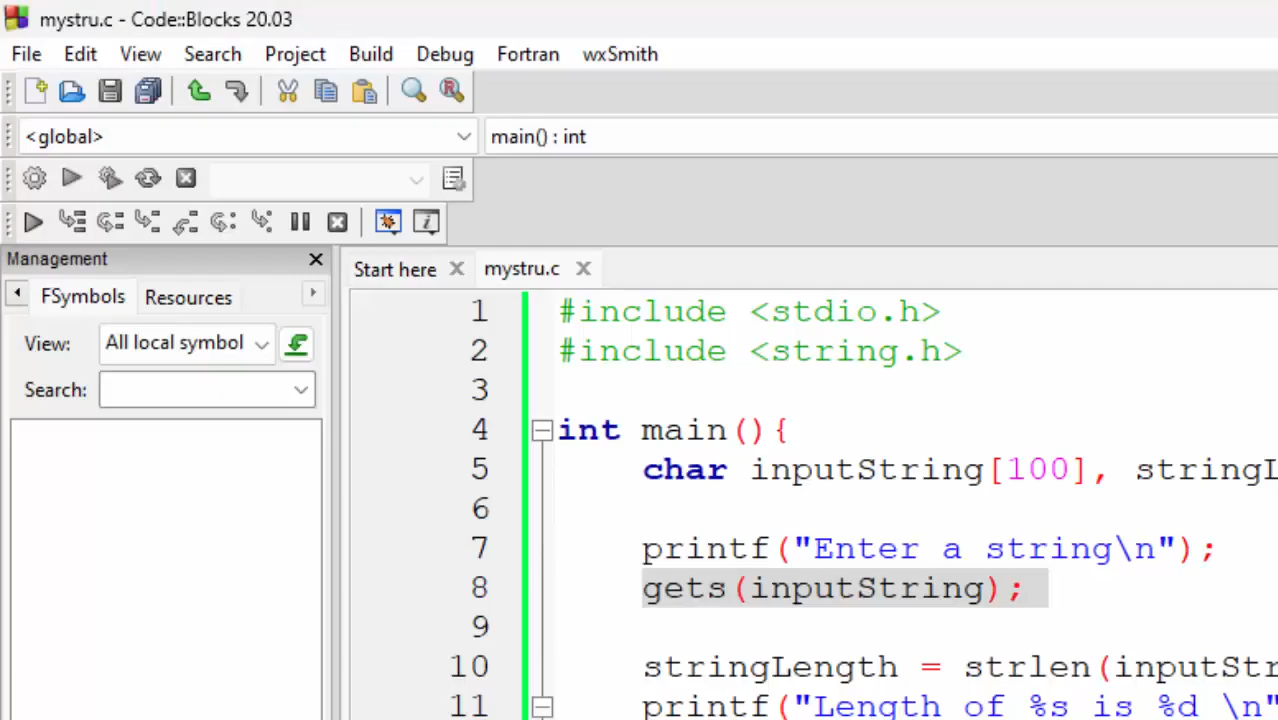 mystru.c - Code::Blocks 20.03
File Edit View Search Project Build Debug Fortran wxSmith
<global> main() : int
Management
Start here mystru.c
FSymbols Resources
View: All local symbol
Search:
1 #include <stdio.h>
2 #include <string.h>
3
4 int main(){
5 char inputString[100], stringL
6
7 printf("Enter a string\n");
8 gets(inputString);
9
10 stringLength = strlen(inputStr
11 printf("Length of %s is %d \n"